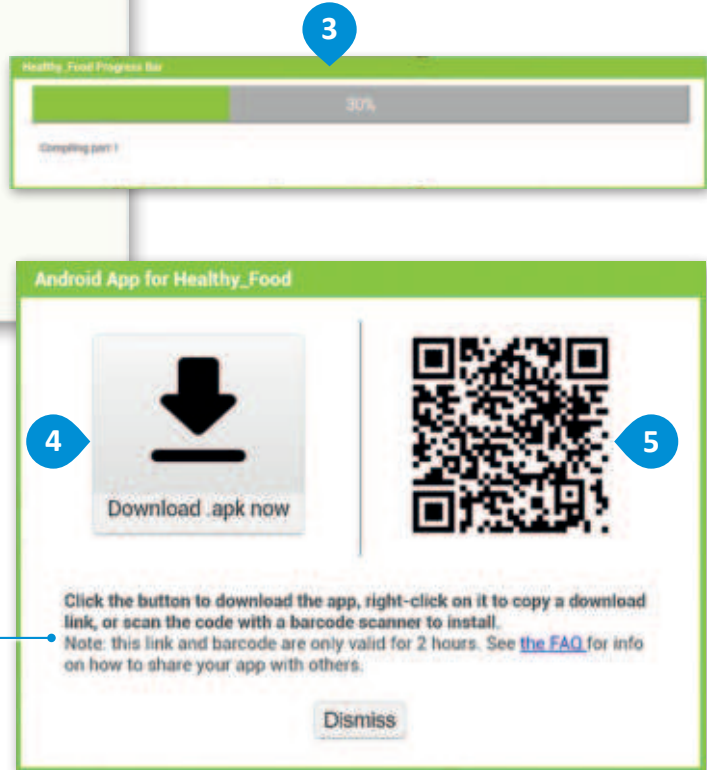 3
Healthy_Food Progress Bar
30%
Compiling part 1
Android App for Healthy_Food
4
Download .apk now
5
Click the button to download the app, right-click on it to copy a download
link, or scan the code with a barcode scanner to install.
Note: this link and barcode are only valid for 2 hours. See the FAQ for info
on how to share your app with others.
Dismiss